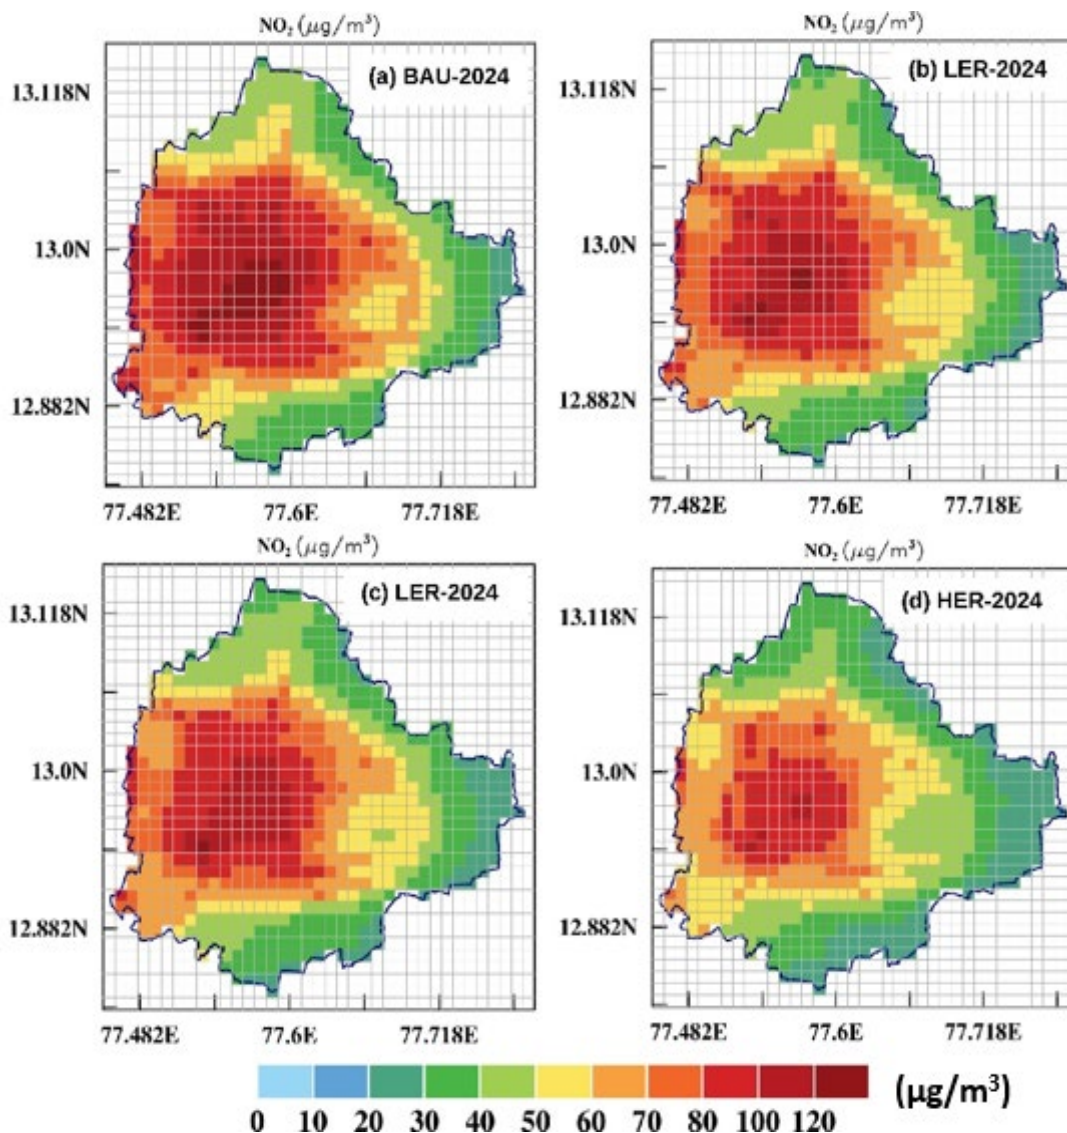 NO₂ (μg/m³)
(a) BAU-2024
13.118N
13.0N
12.882N
77.482E 77.6E 77.718E
NO₂ (μg/m³)
(b) LER-2024
13.118N
13.0N
12.882N
77.482E 77.6E 77.718E
NO₂ (μg/m³)
(c) LER-2024
13.118N
13.0N
12.882N
77.482E 77.6E 77.718E
NO₂ (μg/m³)
(d) HER-2024
13.118N
13.0N
12.882N
77.482E 77.6E 77.718E
0 10 20 30 40 50 60 70 80 100 120
(μg/m³)